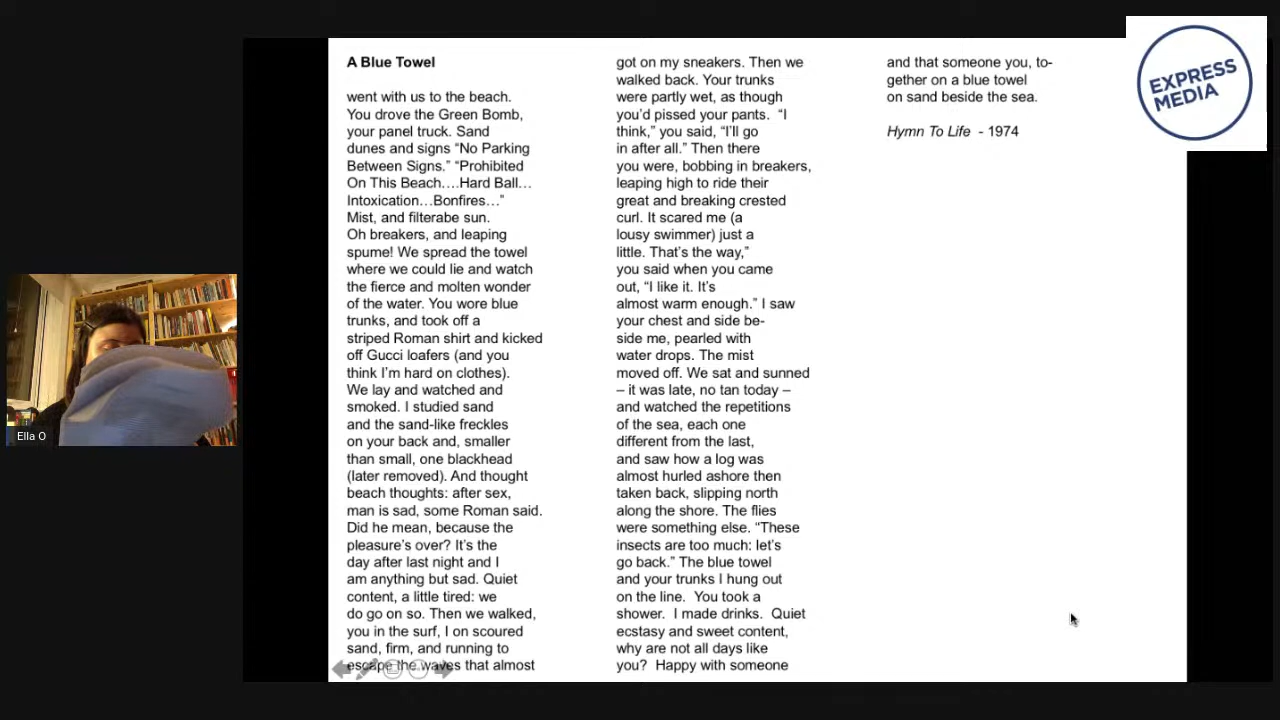 A Blue Towel
went with us to the beach.
You drove the Green Bomb,
your panel truck. Sand
dunes and signs “No Parking
Between Signs.” “Prohibited
On This Beach….Hard Ball…
Intoxication…Bonfires…”
Mist, and filterabe sun.
Oh breakers, and leaping
spume! We spread the towel
where we could lie and watch
the fierce and molten wonder
of the water. You wore blue
trunks, and took off a
striped Roman shirt and kicked
off Gucci loafers (and you
think I’m hard on clothes).
We lay and watched and
smoked. I studied sand
and the sand-like freckles
on your back and, smaller
than small, one blackhead
(later removed). And thought
beach thoughts: after sex,
man is sad, some Roman said.
Did he mean, because the
pleasure’s over? It’s the
day after last night and I
am anything but sad. Quiet
content, a little tired: we
do go on so. Then we walked,
you in the surf, I on scoured
sand, firm, and running to
escape the waves that almost
got on my sneakers. Then we
walked back. Your trunks
were partly wet, as though
you’d pissed your pants.  “I
think,” you said, “I’ll go
in after all.” Then there
you were, bobbing in breakers,
leaping high to ride their
great and breaking crested
curl. It scared me (a
lousy swimmer) just a
little. That’s the way,”
you said when you came
out, “I like it. It’s
almost warm enough.” I saw
your chest and side be-
side me, pearled with
water drops. The mist
moved off. We sat and sunned
– it was late, no tan today –
and watched the repetitions
of the sea, each one
different from the last,
and saw how a log was
almost hurled ashore then
taken back, slipping north
along the shore. The flies
were something else. “These
insects are too much: let’s
go back.” The blue towel
and your trunks I hung out
on the line.  You took a
shower.  I made drinks.  Quiet
ecstasy and sweet content,
why are not all days like
you?  Happy with someone
and that someone you, to-
gether on a blue towel
on sand beside the sea.
Hymn To Life  - 1974
EXPRESS
MEDIA
Ella O